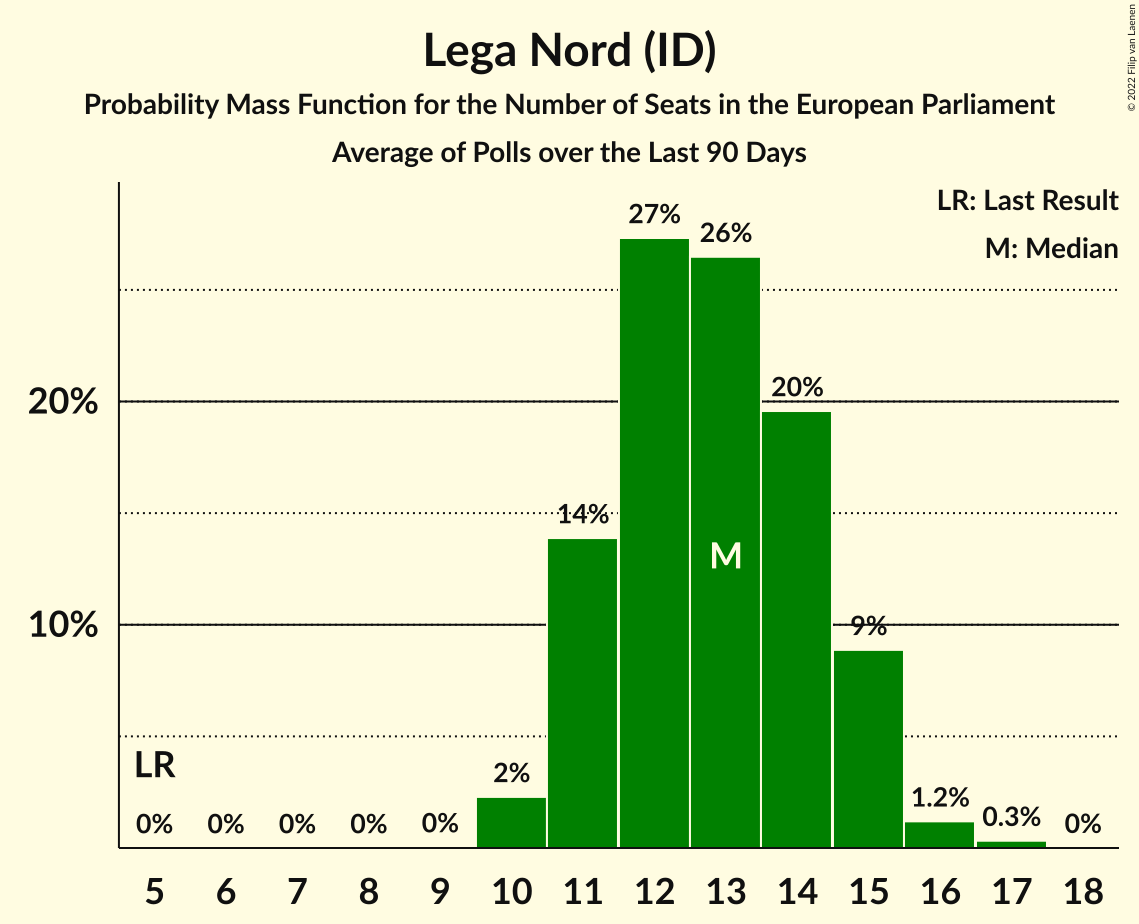 Lega Nord (ID)
Probability Mass Function for the Number of Seats in the European Parliament
Average of Polls over the Last 90 Days
© 2022 Filip van Laenen
LR: Last Result
M: Median
27%
26%
20%
20%
14%
M
10%
9%
LR
2%
1.2%
0.3%
0% 0% 0% 0% 0% 0%
5 6 7 8 9 10 11 12 13 14 15 16 17 18